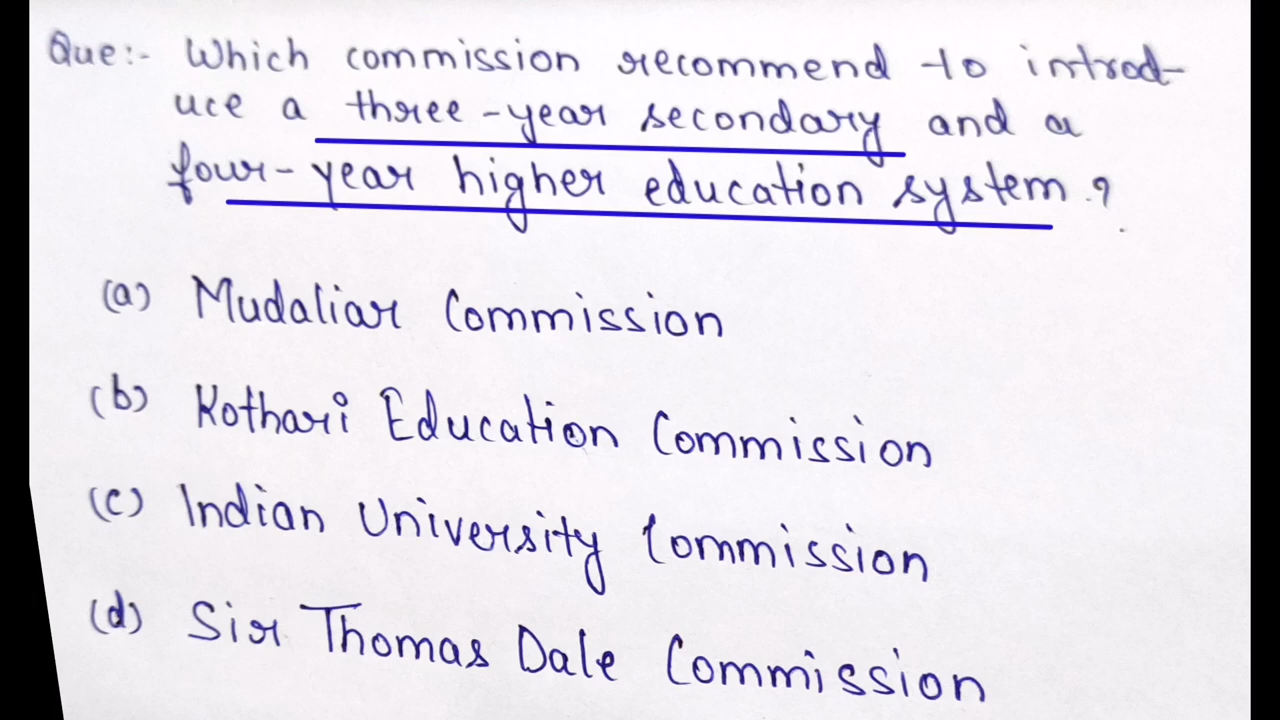 Que:- Which commission recommend to introd-
uce a three-year secondary and a
four-year higher education system.?
(a) Mudaliar Commission
(b) Kothari Education Commission
(c) Indian University Commission
(d) Sir Thomas Dale Commission